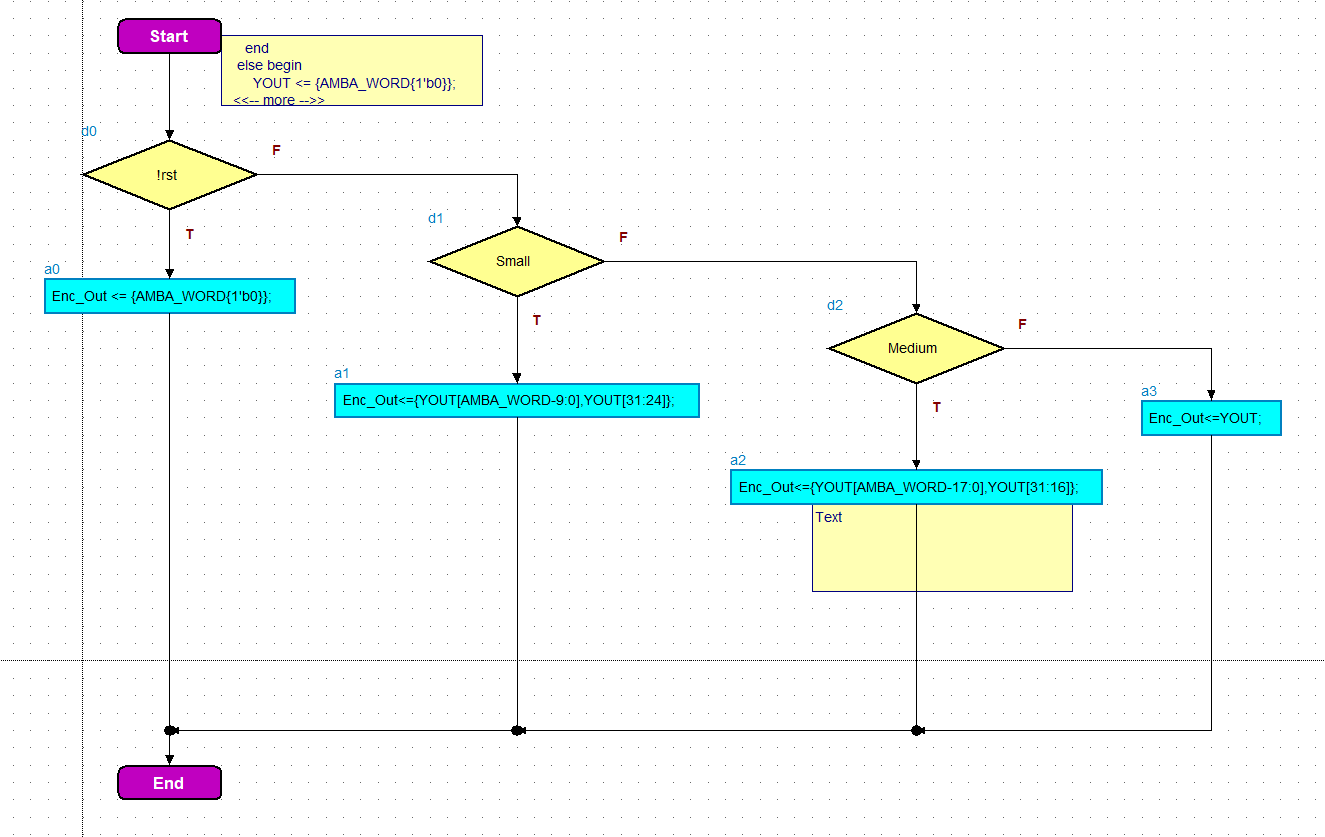 Start
end
else begin
YOUT <= {AMBA_WORD{1'b0}};
<<-- more -->>
d0
F
!rst
d1
T
F
Small
a0
Enc_Out <= {AMBA_WORD{1'b0}};
d2
T
F
Medium
a1
Enc_Out<={YOUT[AMBA_WORD-9:0],YOUT[31:24]};
a3
T
Enc_Out<=YOUT;
a2
Enc_Out<={YOUT[AMBA_WORD-17:0],YOUT[31:16]};
Text
End